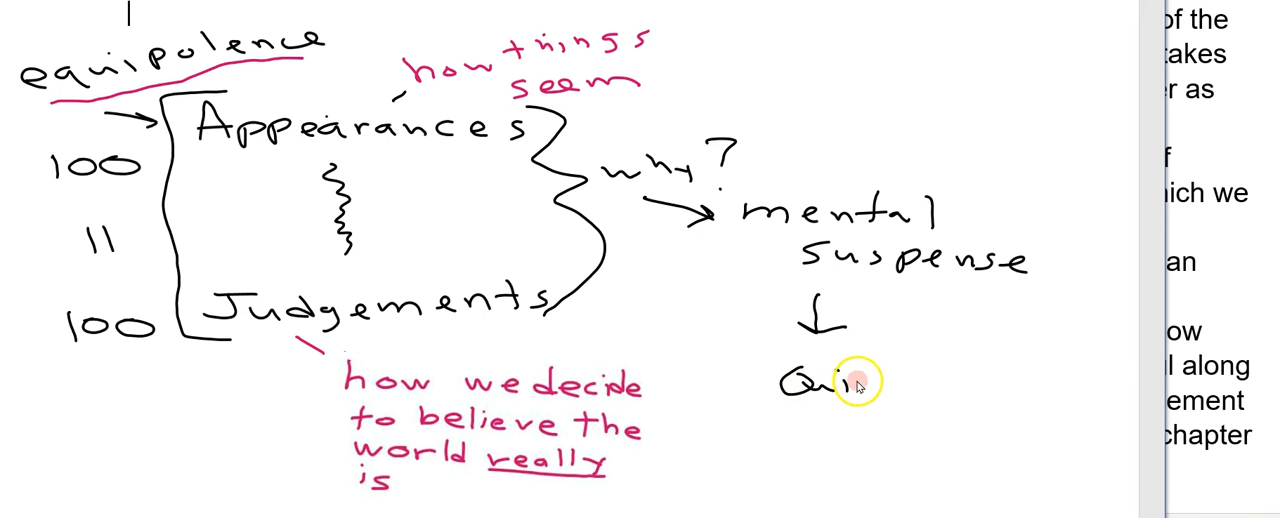 equipolence
how things
seem
Appearances
100
why?
mental
suspense
||
Judgements
100
Qui
how we decide
to believe the
world really
is
of the
takes
r as
f
ich we
an
ow
l along
ement
chapter